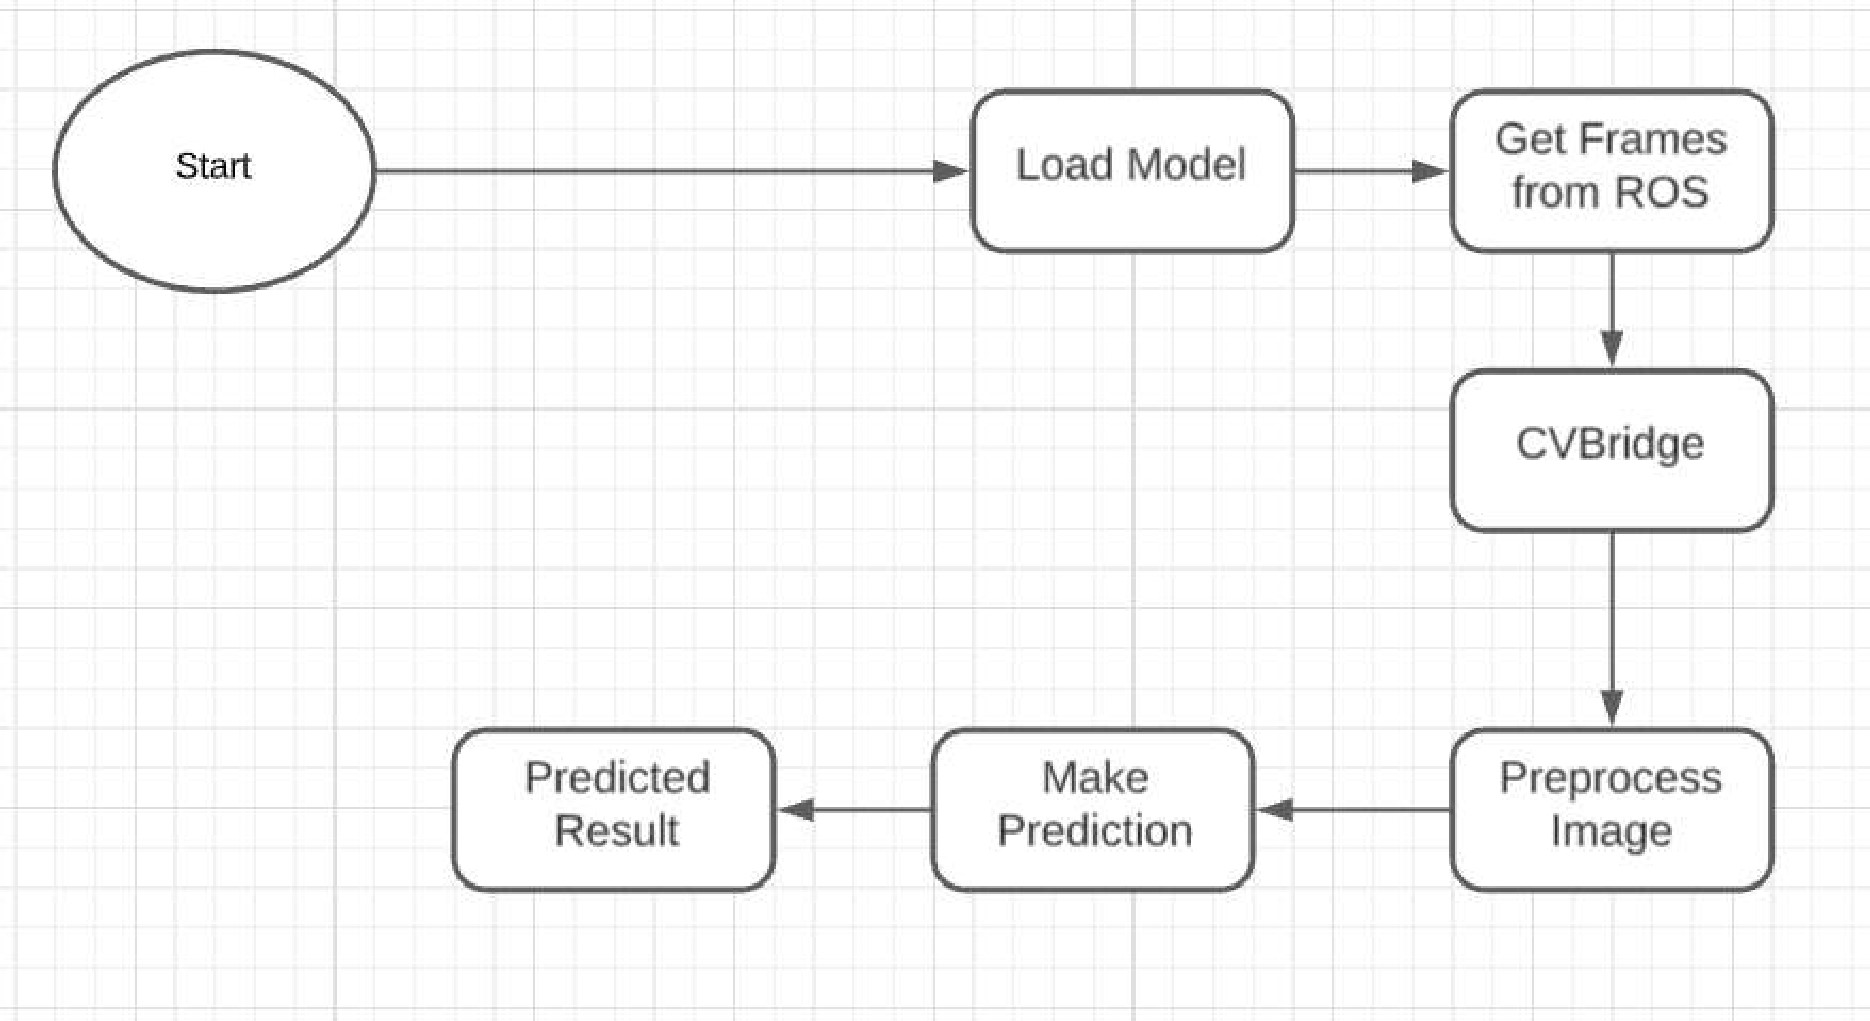 Start
Load Model
Get Frames
from ROS
CVBridge
Preprocess
Image
Make
Prediction
Predicted
Result